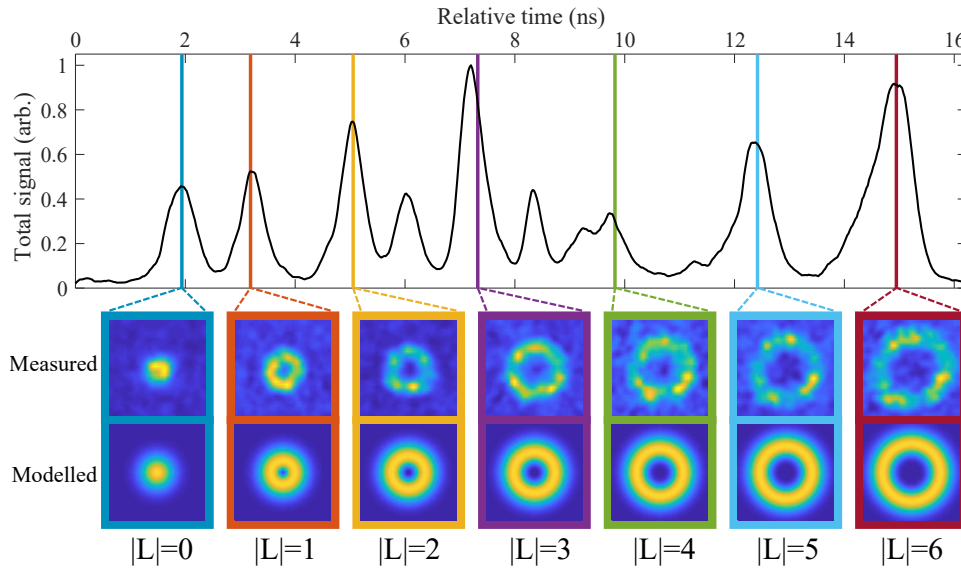 Relative time (ns)
0 2 4 6 8 10 12 14 16
Total signal (arb.)
1
0.8
0.6
0.4
0.2
0
Measured
Modelled
|L|=0 |L|=1 |L|=2 |L|=3 |L|=4 |L|=5 |L|=6